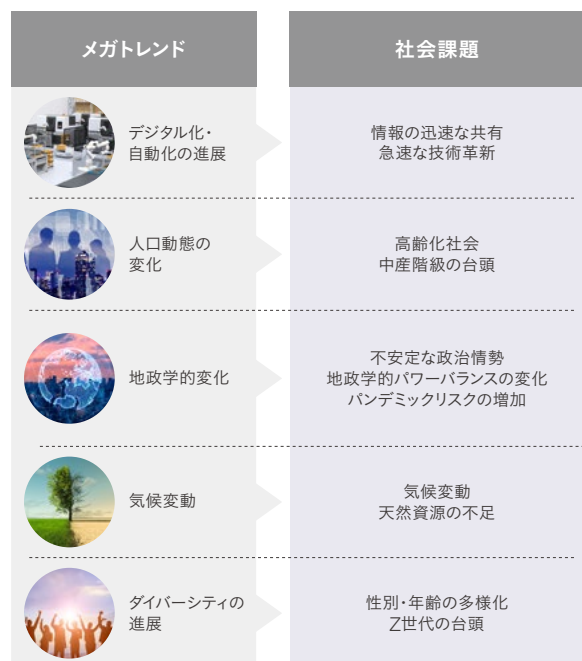 メガトレンド
社会課題
デジタル化・
自動化の進展
情報の迅速な共有
急速な技術革新
人口動態の
変化
高齢化社会
中産階級の台頭
地政学的変化
不安定な政治情勢
地政学的パワーバランスの変化
パンデミックリスクの増加
気候変動
気候変動
天然資源の不足
ダイバーシティの
進展
性別・年齢の多様化
Z世代の台頭